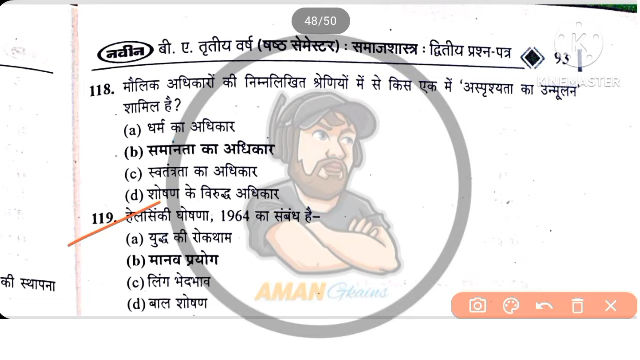 48/50
नवीन बी. ए. तृतीय वर्ष (षष्ठ सेमेस्टर) : समाजशास्त्र : द्वितीय प्रश्न-पत्र 93
KINEMASTER
118. मौलिक अधिकारों की निम्नलिखित श्रेणियों में से किस एक में 'अस्पृश्यता का उन्मूलन'
शामिल है?
(a) धर्म का अधिकार
(b) समानता का अधिकार
(c) स्वतंत्रता का अधिकार
(d) शोषण के विरुद्ध अधिकार
119. हेलसिंकी घोषणा, 1964 का संबंध है–
(a) युद्ध की रोकथाम
(b) मानव प्रयोग
की स्थापना
(c) लिंग भेदभाव
(d) बाल शोषण
AMAN Gkains